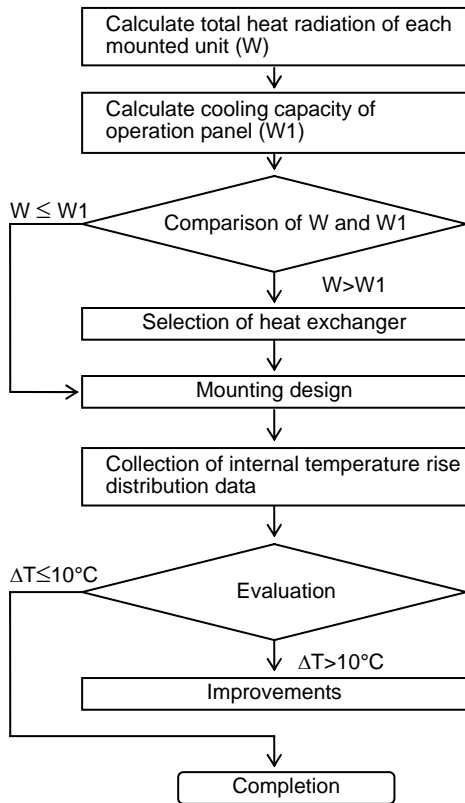 Calculate total heat radiation of each
mounted unit (W)
Calculate cooling capacity of
operation panel (W1)
W ≤ W1
Comparison of W and W1
W>W1
Selection of heat exchanger
Mounting design
Collection of internal temperature rise
distribution data
ΔT≤10°C
Evaluation
ΔT>10°C
Improvements
Completion